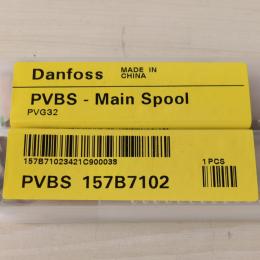 Danfoss MADE IN CHINA
PVBS - Main Spool
PVG32
157B71023421C900038
1 PCS
PVBS 157B7102